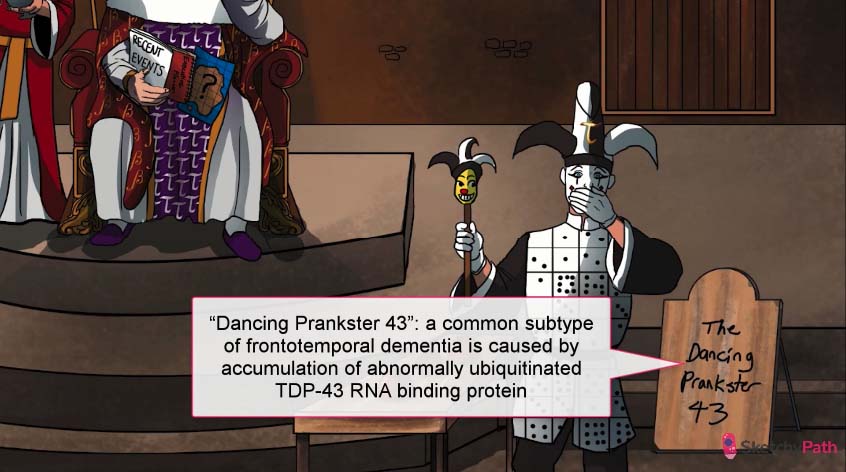 RECENT
EVENTS
?
τ
“Dancing Prankster 43”: a common subtype
of frontotemporal dementia is caused by
accumulation of abnormally ubiquitinated
TDP-43 RNA binding protein
The
Dancing
Prankster
43
SketchyPath